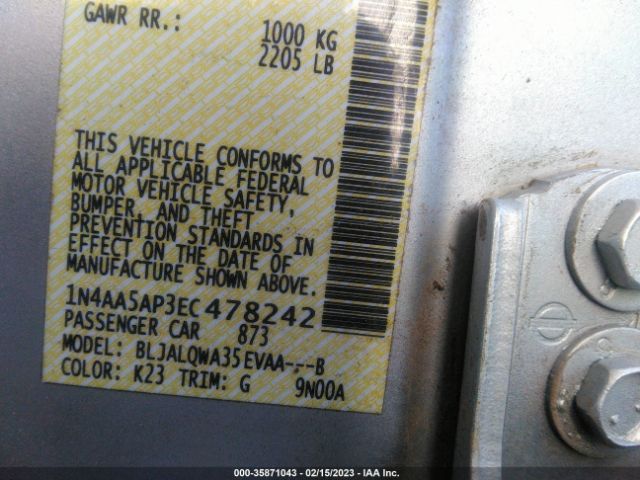 GAWR RR.: 1000 KG
2205 LB
THIS VEHICLE CONFORMS TO
ALL APPLICABLE FEDERAL
MOTOR VEHICLE SAFETY,
BUMPER, AND THEFT
PREVENTION STANDARDS IN
EFFECT ON THE DATE OF
MANUFACTURE SHOWN ABOVE.
1N4AA5AP3EC478242
PASSENGER CAR 873
MODEL: BLJALQWA35EVAA---B
COLOR: K23 TRIM: G 9N00A
000-35871043 - 02/15/2023 - IAA Inc.